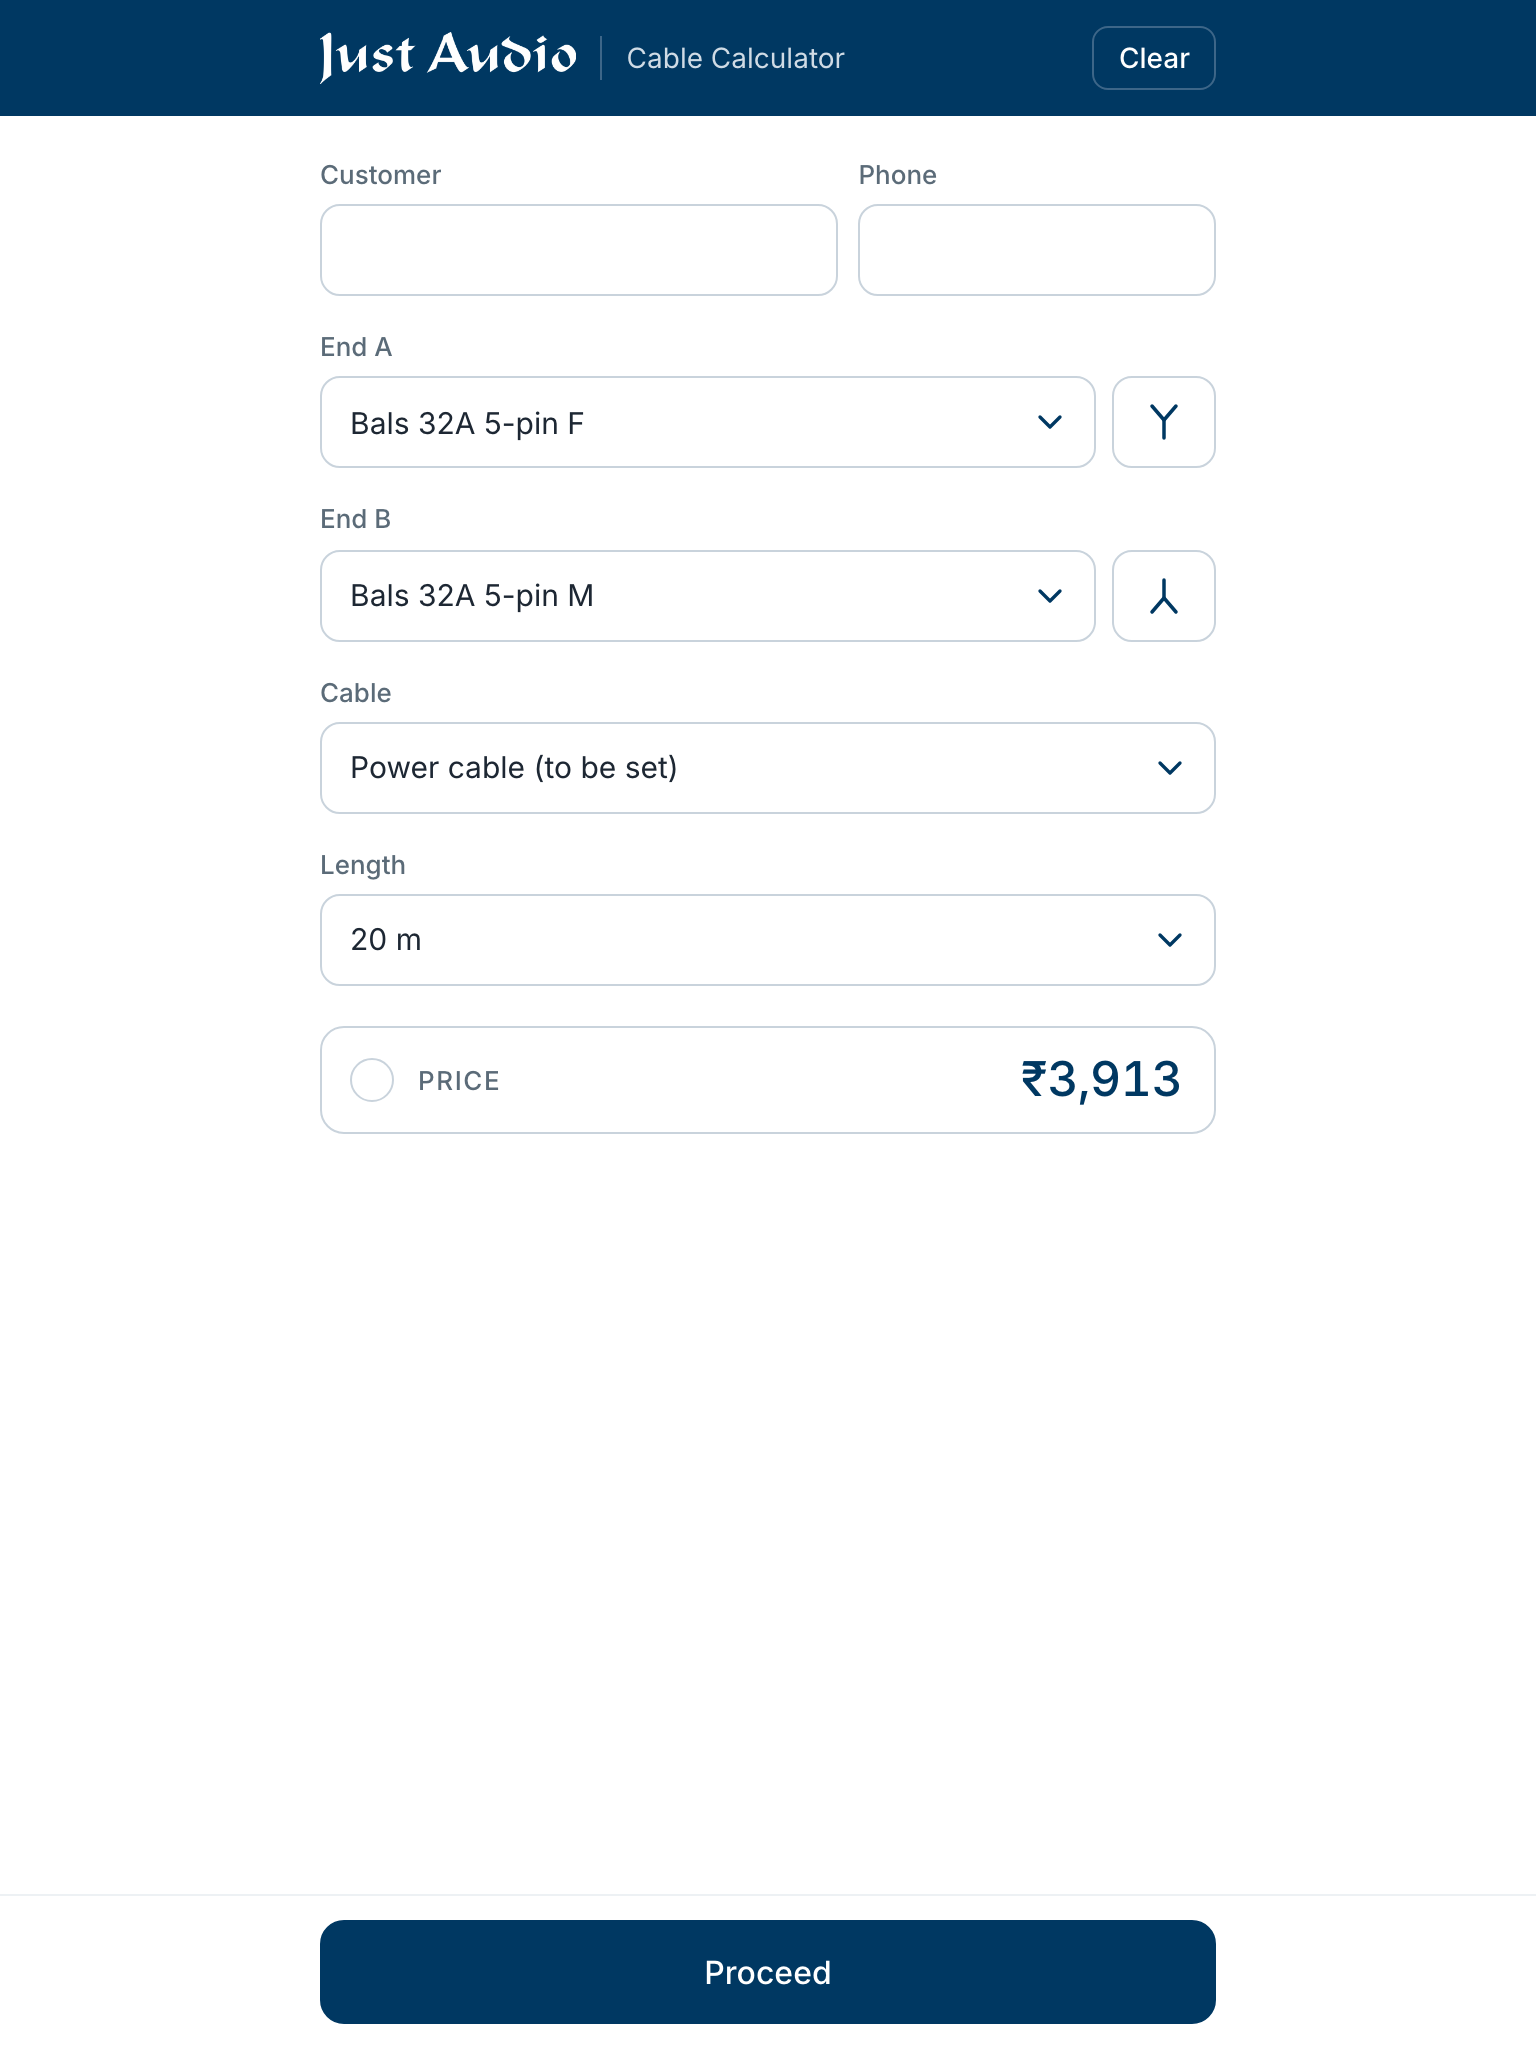 Just Audio
Cable Calculator
Clear
Customer
Phone
End A
Bals 32A 5-pin F
End B
Bals 32A 5-pin M
Cable
Power cable (to be set)
Length
20 m
PRICE
₹3,913
Proceed